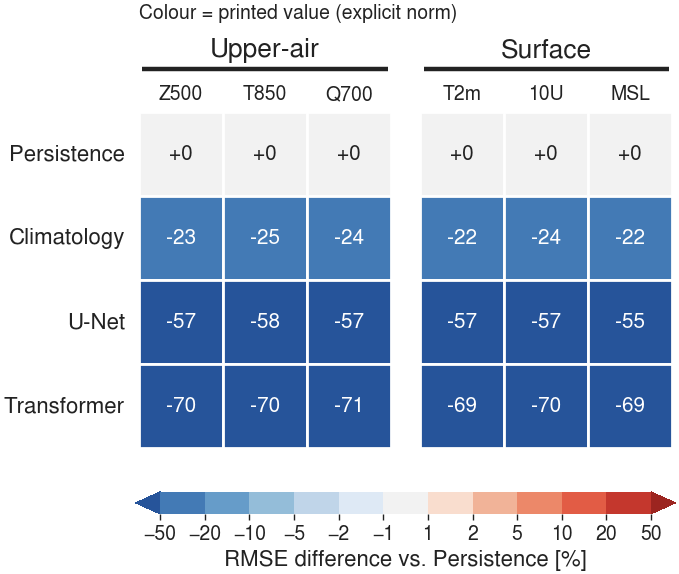 Colour = printed value (explicit norm)
Upper-air Surface
Z500 T850 Q700 T2m 10U MSL
Persistence +0 +0 +0 +0 +0 +0
Climatology -23 -25 -24 -22 -24 -22
U-Net -57 -58 -57 -57 -57 -55
Transformer -70 -70 -71 -69 -70 -69
−50 −20 −10 −5 −2 −1 1 2 5 10 20 50
RMSE difference vs. Persistence [%]